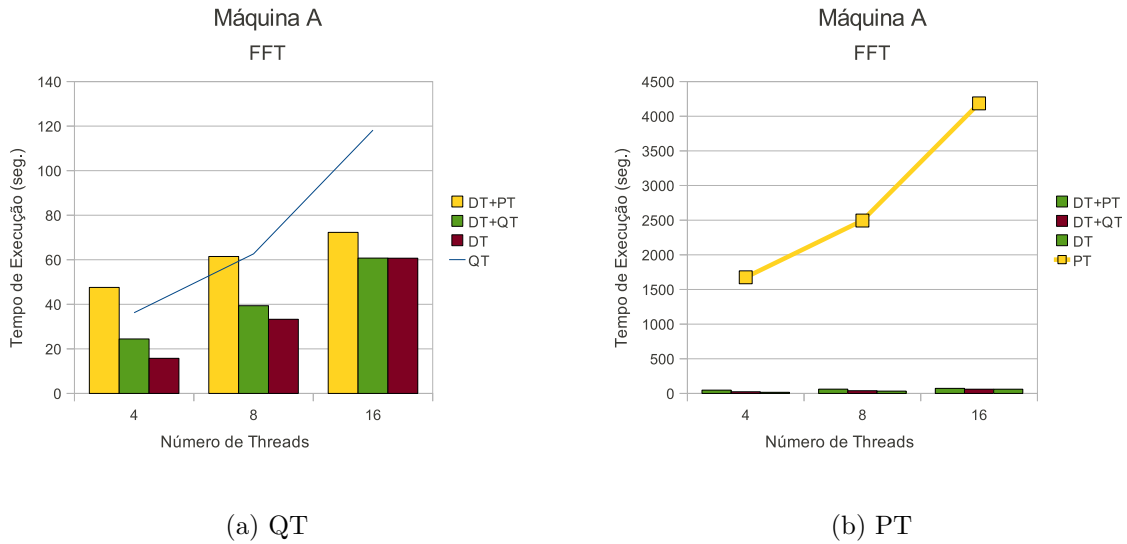 Máquina A
FFT
140
120
100
80
60
40
20
0
Tempo de Execução (seg.)
4
8
16
Número de Threads
DT+PT
DT+QT
DT
QT
(a) QT
Máquina A
FFT
4500
4000
3500
3000
2500
2000
1500
1000
500
0
Tempo de Execução (seg.)
4
8
16
Número de Threads
DT+PT
DT+QT
DT
PT
(b) PT